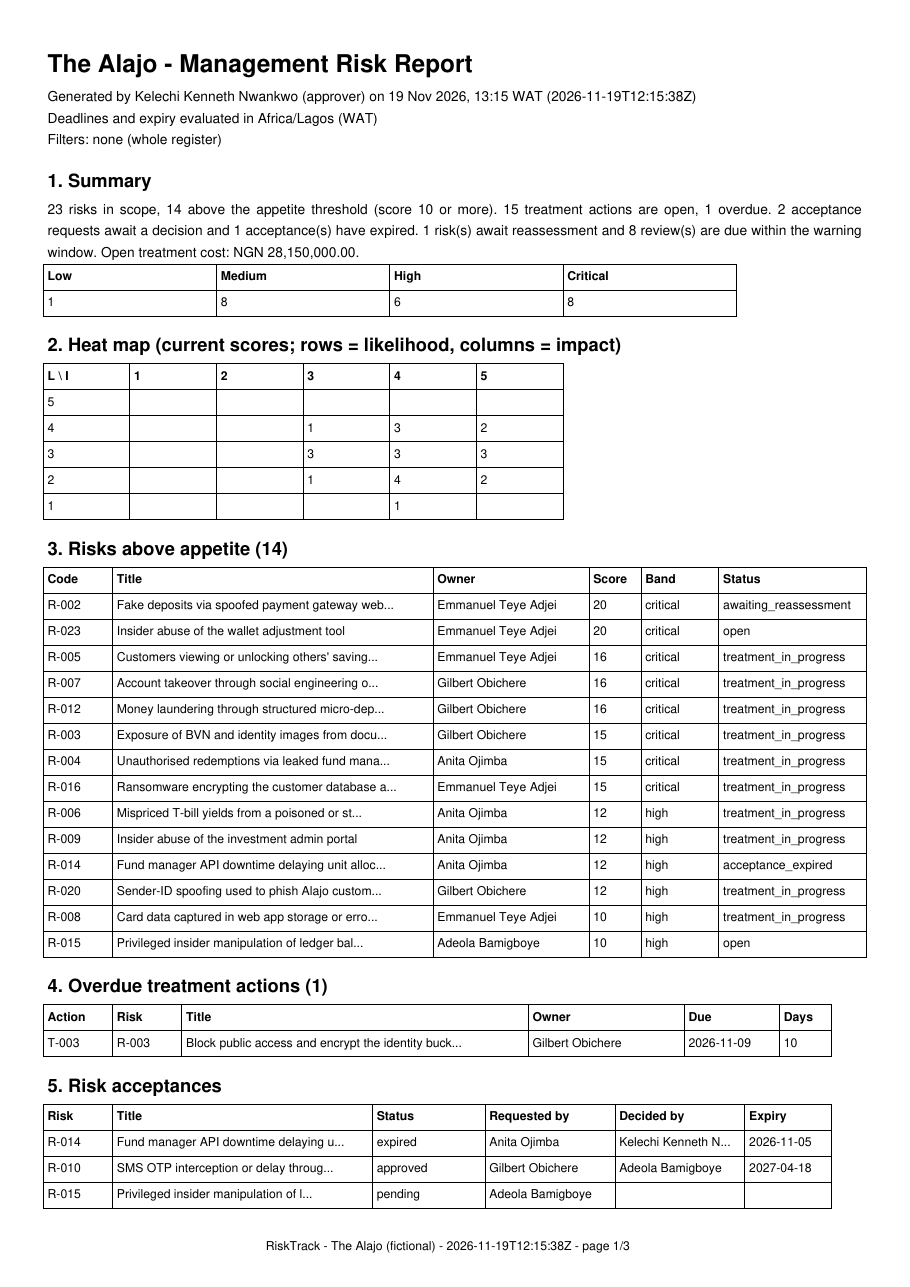 The Alajo - Management Risk Report
Generated by Kelechi Kenneth Nwankwo (approver) on 19 Nov 2026, 13:15 WAT (2026-11-19T12:15:38Z)
Deadlines and expiry evaluated in Africa/Lagos (WAT)
Filters: none (whole register)
1. Summary
23 risks in scope, 14 above the appetite threshold (score 10 or more). 15 treatment actions are open, 1 overdue. 2 acceptance
requests await a decision and 1 acceptance(s) have expired. 1 risk(s) await reassessment and 8 review(s) are due within the warning
window. Open treatment cost: NGN 28,150,000.00.
Low Medium High Critical
1 8 6 8
2. Heat map (current scores; rows = likelihood, columns = impact)
L \ I 1 2 3 4 5
5
4 1 3 2
3 3 3 3
2 1 4 2
1 1
3. Risks above appetite (14)
Code Title Owner Score Band Status
R-002 Fake deposits via spoofed payment gateway web... Emmanuel Teye Adjei 20 critical awaiting_reassessment
R-023 Insider abuse of the wallet adjustment tool Emmanuel Teye Adjei 20 critical open
R-005 Customers viewing or unlocking others' saving... Emmanuel Teye Adjei 16 critical treatment_in_progress
R-007 Account takeover through social engineering o... Gilbert Obichere 16 critical treatment_in_progress
R-012 Money laundering through structured micro-dep... Gilbert Obichere 16 critical treatment_in_progress
R-003 Exposure of BVN and identity images from docu... Gilbert Obichere 15 critical treatment_in_progress
R-004 Unauthorised redemptions via leaked fund mana... Anita Ojimba 15 critical treatment_in_progress
R-016 Ransomware encrypting the customer database a... Emmanuel Teye Adjei 15 critical treatment_in_progress
R-006 Mispriced T-bill yields from a poisoned or st... Anita Ojimba 12 high treatment_in_progress
R-009 Insider abuse of the investment admin portal Anita Ojimba 12 high treatment_in_progress
R-014 Fund manager API downtime delaying unit alloc... Anita Ojimba 12 high acceptance_expired
R-020 Sender-ID spoofing used to phish Alajo custom... Gilbert Obichere 12 high treatment_in_progress
R-008 Card data captured in web app storage or erro... Emmanuel Teye Adjei 10 high treatment_in_progress
R-015 Privileged insider manipulation of ledger bal... Adeola Bamigboye 10 high open
4. Overdue treatment actions (1)
Action Risk Title Owner Due Days
T-003 R-003 Block public access and encrypt the identity buck... Gilbert Obichere 2026-11-09 10
5. Risk acceptances
Risk Title Status Requested by Decided by Expiry
R-014 Fund manager API downtime delaying u... expired Anita Ojimba Kelechi Kenneth N... 2026-11-05
R-010 SMS OTP interception or delay throug... approved Gilbert Obichere Adeola Bamigboye 2027-04-18
R-015 Privileged insider manipulation of l... pending Adeola Bamigboye
RiskTrack - The Alajo (fictional) - 2026-11-19T12:15:38Z - page 1/3